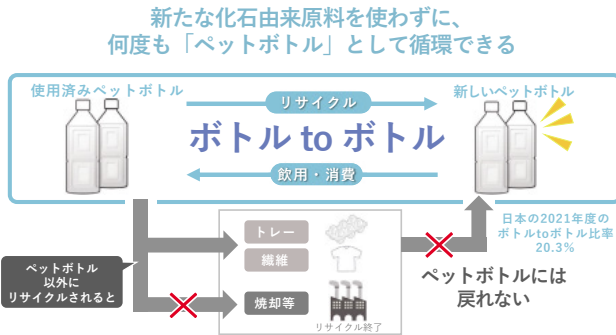 新たな化石由来原料を使わずに、
何度も「ペットボトル」として循環できる
使用済みペットボトル
リサイクル
新しいペットボトル
ボトル to ボトル
飲用・消費
日本の2021年度の
ボトルtoボトル比率
20.3%
トレー
繊維
ペットボトル
以外に
リサイクルされると
ペットボトルには
戻れない
焼却等
リサイクル終了